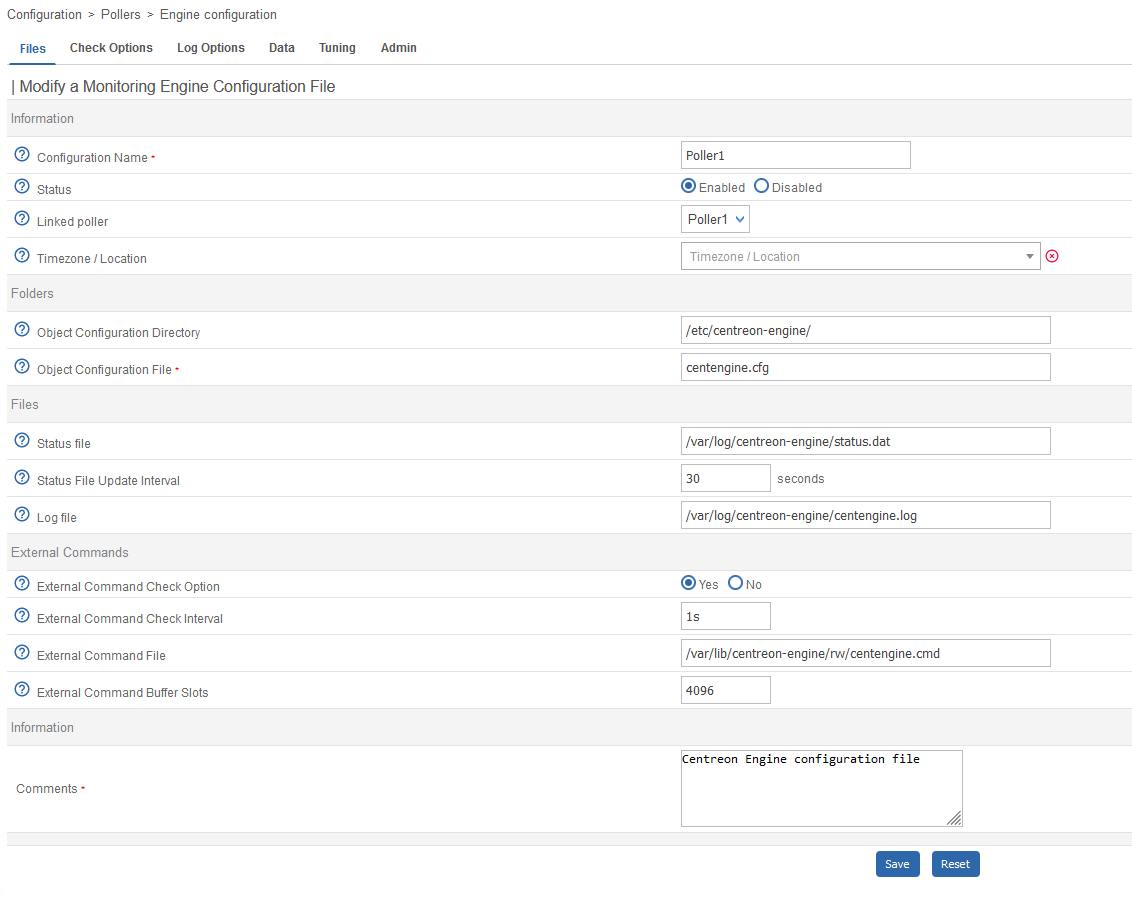 Configuration > Pollers > Engine configuration
Files Check Options Log Options Data Tuning Admin
| Modify a Monitoring Engine Configuration File
Information
Configuration Name * Poller1
Status Enabled Disabled
Linked poller Poller1
Timezone / Location Timezone / Location
Folders
Object Configuration Directory /etc/centreon-engine/
Object Configuration File * centengine.cfg
Files
Status file /var/log/centreon-engine/status.dat
Status File Update Interval 30 seconds
Log file /var/log/centreon-engine/centengine.log
External Commands
External Command Check Option Yes No
External Command Check Interval 1s
External Command File /var/lib/centreon-engine/rw/centengine.cmd
External Command Buffer Slots 4096
Information
Comments * Centreon Engine configuration file
Save Reset